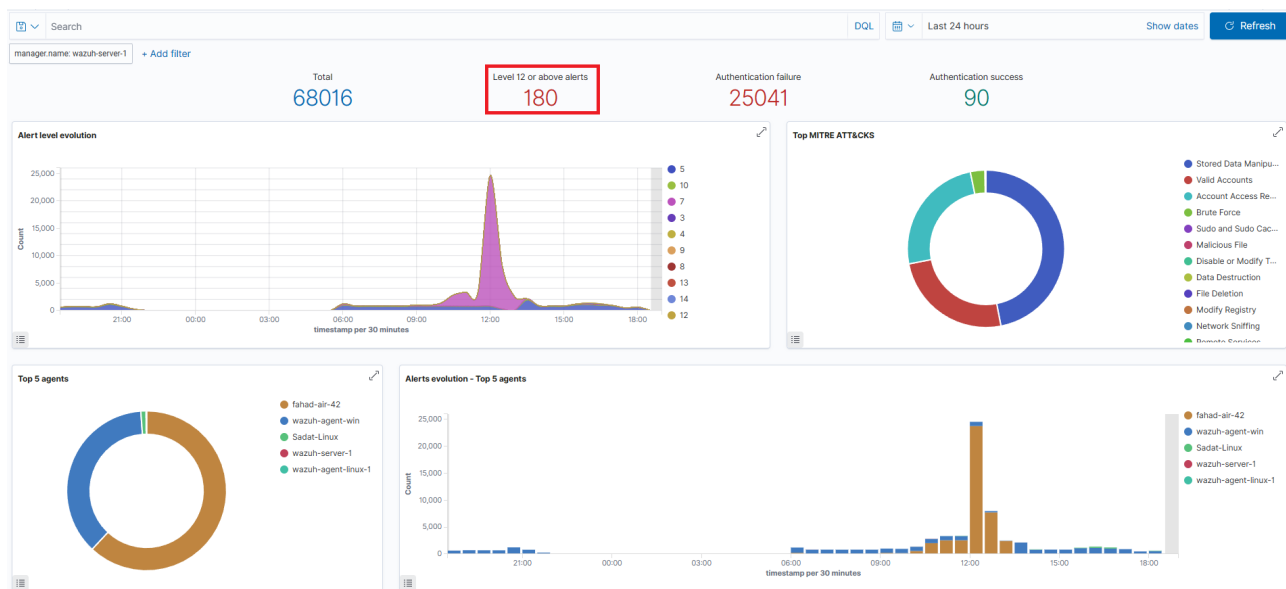 Search
DQL
Last 24 hours
Show dates
Refresh
manager.name: wazuh-server-1
+ Add filter
Total
68016
Level 12 or above alerts
180
Authentication failure
25041
Authentication success
90
Alert level evolution
25,000
20,000
15,000
10,000
5,000
0
Count
21:00
00:00
03:00
06:00
09:00
12:00
15:00
18:00
timestamp per 30 minutes
5
10
7
3
4
9
8
13
14
12
Top MITRE ATT&CKS
Stored Data Manipu...
Valid Accounts
Account Access Re...
Brute Force
Sudo and Sudo Cac...
Malicious File
Disable or Modify T...
Data Destruction
File Deletion
Modify Registry
Network Sniffing
Remote Services
Top 5 agents
fahad-air-42
wazuh-agent-win
Sadat-Linux
wazuh-server-1
wazuh-agent-linux-1
Alerts evolution - Top 5 agents
25,000
20,000
15,000
10,000
5,000
0
Count
21:00
00:00
03:00
06:00
09:00
12:00
15:00
18:00
timestamp per 30 minutes
fahad-air-42
wazuh-agent-win
Sadat-Linux
wazuh-server-1
wazuh-agent-linux-1